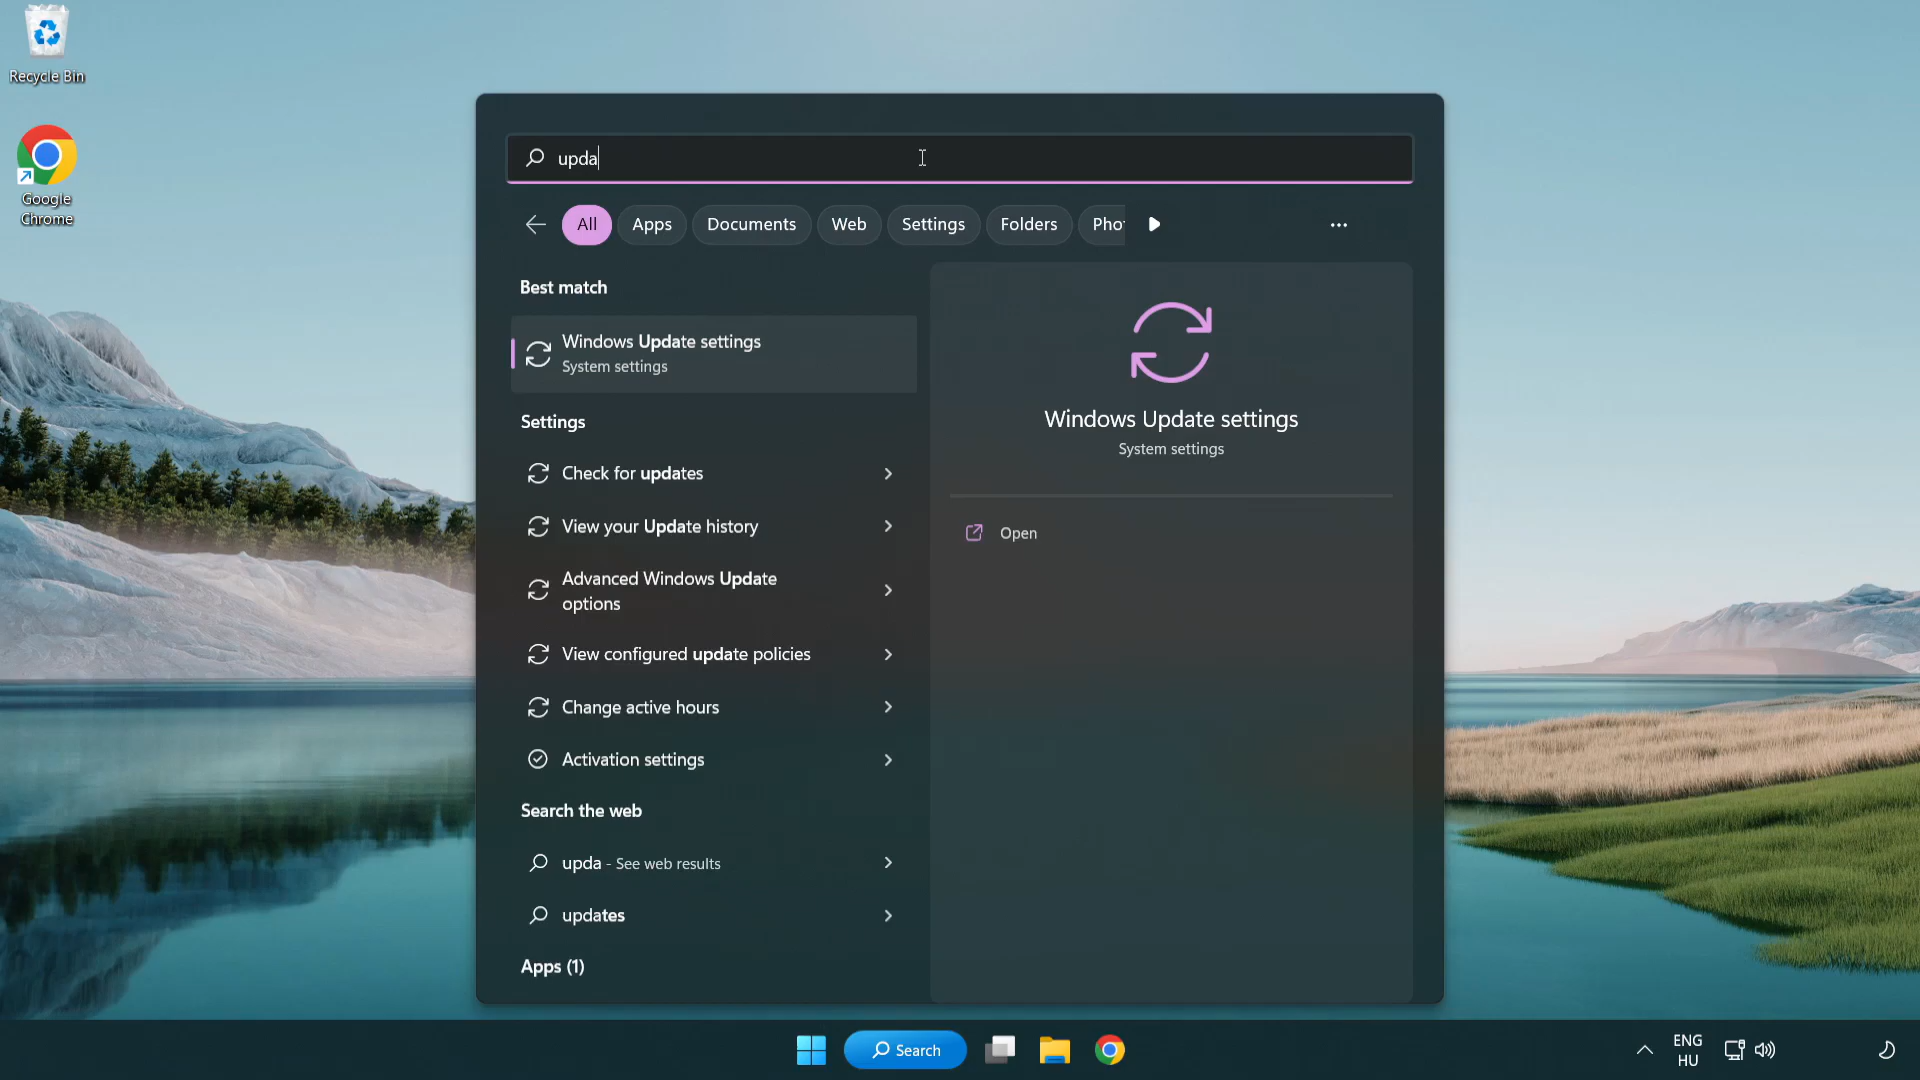 Recycle Bin
Google
Chrome
upda
All
Apps
Documents
Web
Settings
Folders
Pho
Best match
Windows Update settings
System settings
Settings
Check for updates
View your Update history
Advanced Windows Update
options
View configured update policies
Change active hours
Activation settings
Search the web
upda - See web results
updates
Apps (1)
Windows Update settings
System settings
Open
Search
ENG
HU